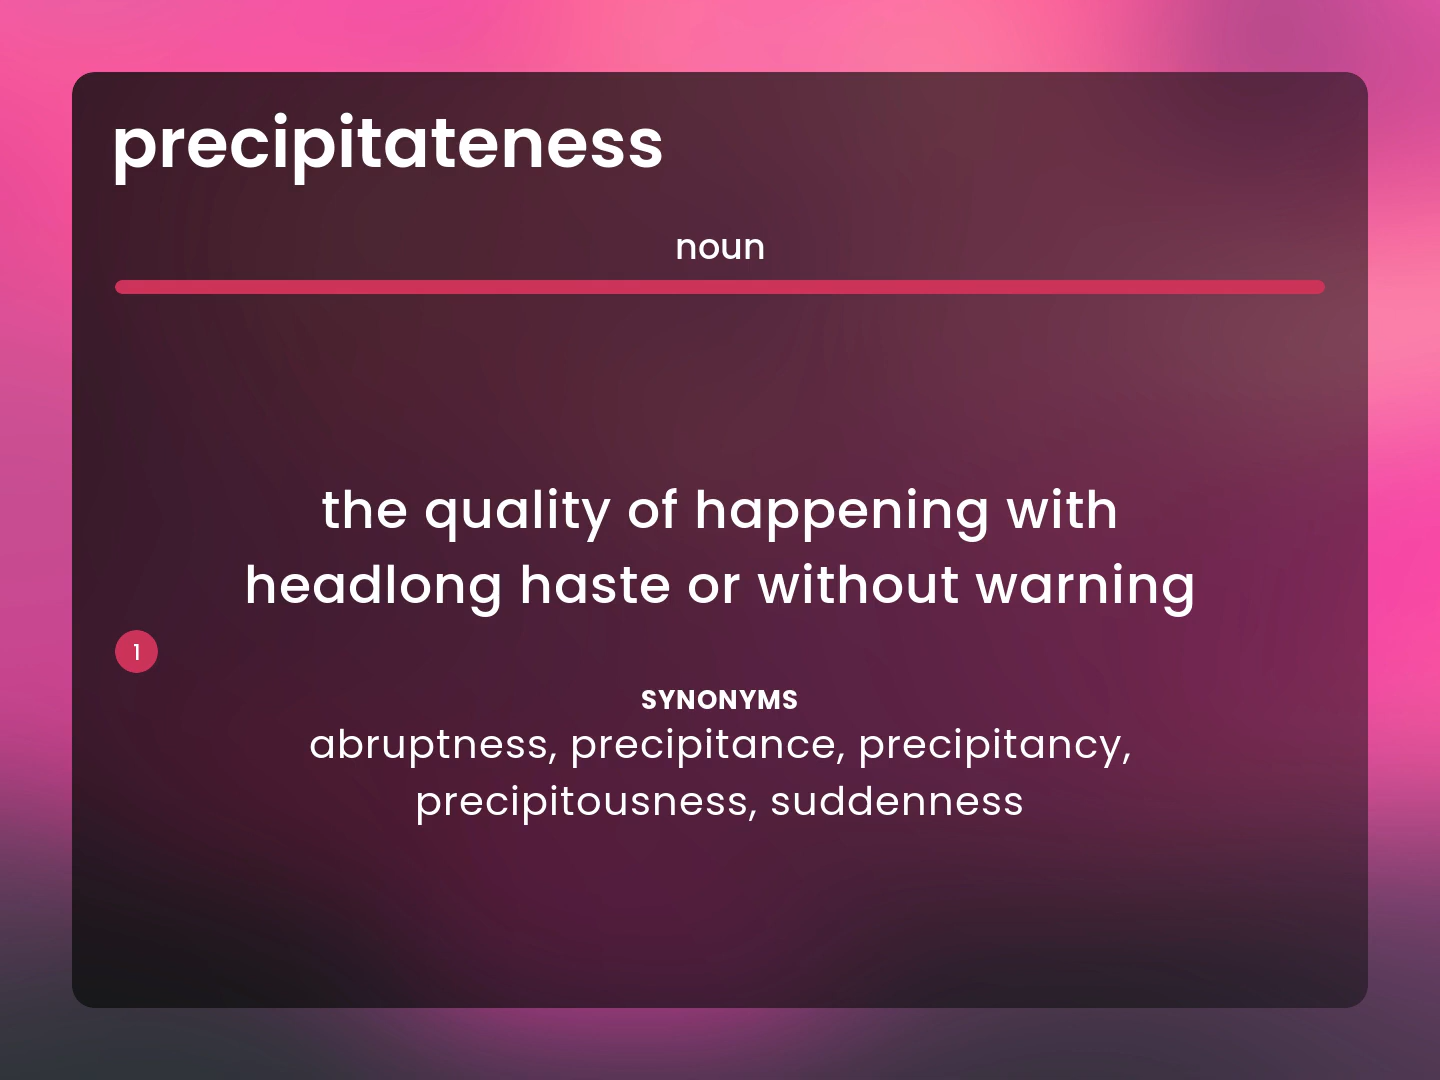 precipitateness
noun
the quality of happening with
headlong haste or without warning
1
SYNONYMS
abruptness, precipitance, precipitancy,
precipitousness, suddenness